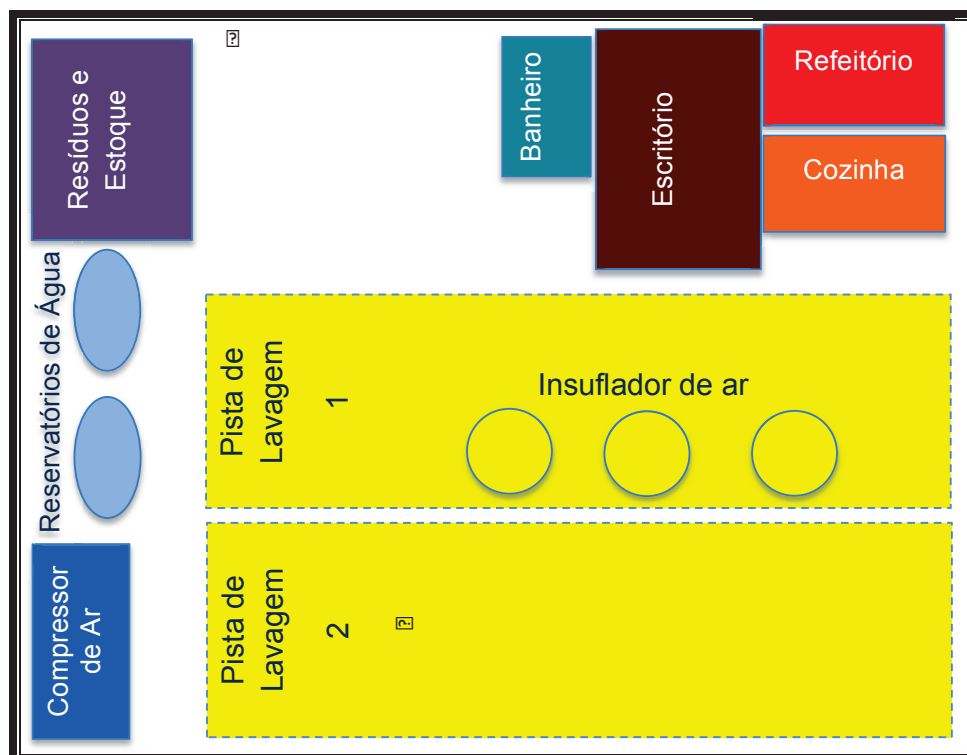 Resíduos e
Estoque
Banheiro
Escritório
Refeitório
Cozinha
Reservatórios de Água
Pista de
Lavagem
1
Insuflador de ar
Compressor
de Ar
Pista de
Lavagem
2